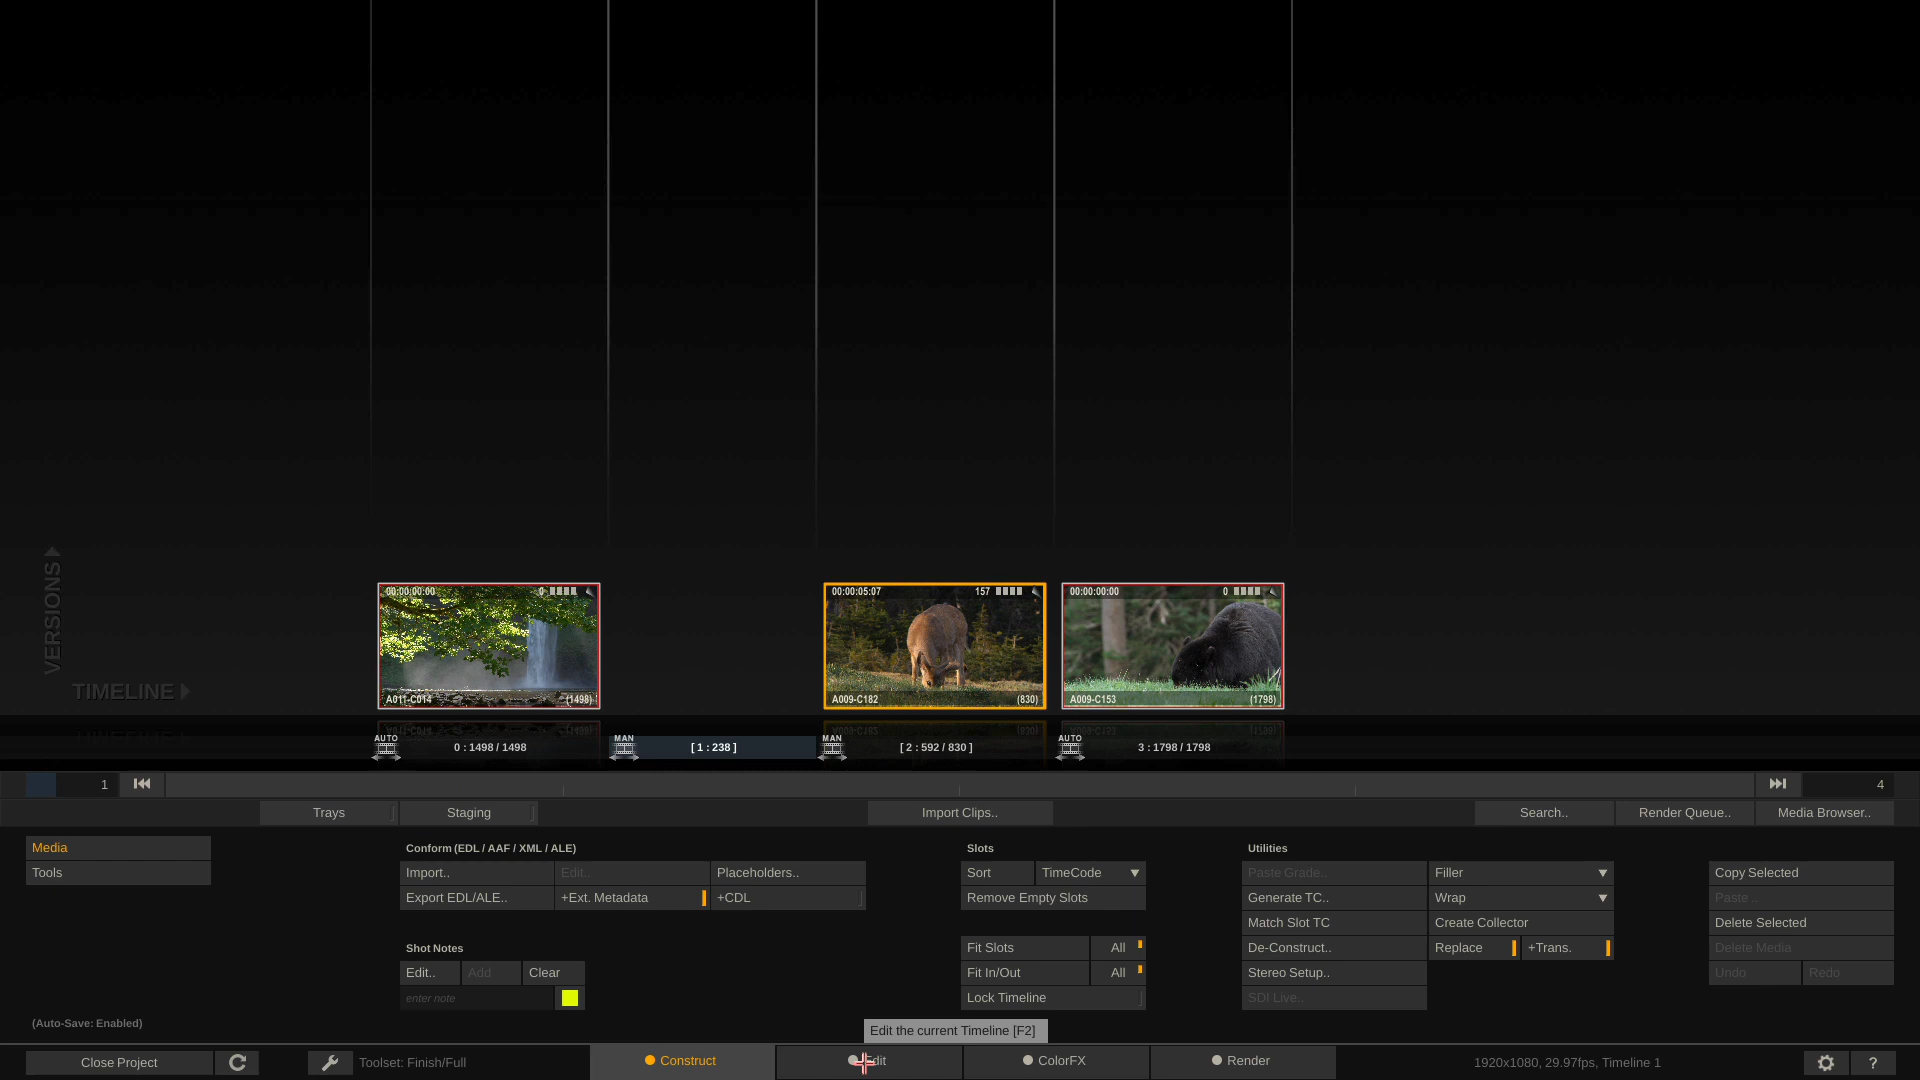 VERSIONS
TIMELINE
00:00:00:00 0
A011-C014 (1498)
00:00:05:07 157
A009-C182 (830)
00:00:00:00 0
A009-C153 (1798)
AUTO 0 : 1498 / 1498
MAN [ 1 : 238 ]
MAN [ 2 : 592 / 830 ]
AUTO 3 : 1798 / 1798
1 4
Trays Staging Import Clips.. Search.. Render Queue.. Media Browser..
Media
Tools
Conform (EDL / AAF / XML / ALE)
Import.. Edit.. Placeholders..
Export EDL/ALE.. +Ext. Metadata +CDL
Shot Notes
Edit.. Add Clear
enter note
Slots
Sort TimeCode
Remove Empty Slots
Fit Slots All
Fit In/Out All
Lock Timeline
Utilities
Paste Grade.. Filler
Generate TC.. Wrap
Match Slot TC Create Collector
De-Construct.. Replace +Trans.
Stereo Setup..
SDI Live..
Copy Selected
Paste ..
Delete Selected
Delete Media
Undo Redo
(Auto-Save: Enabled)
Edit the current Timeline [F2]
Close Project Toolset: Finish/Full Construct Edit ColorFX Render 1920x1080, 29.97fps, Timeline 1 ?